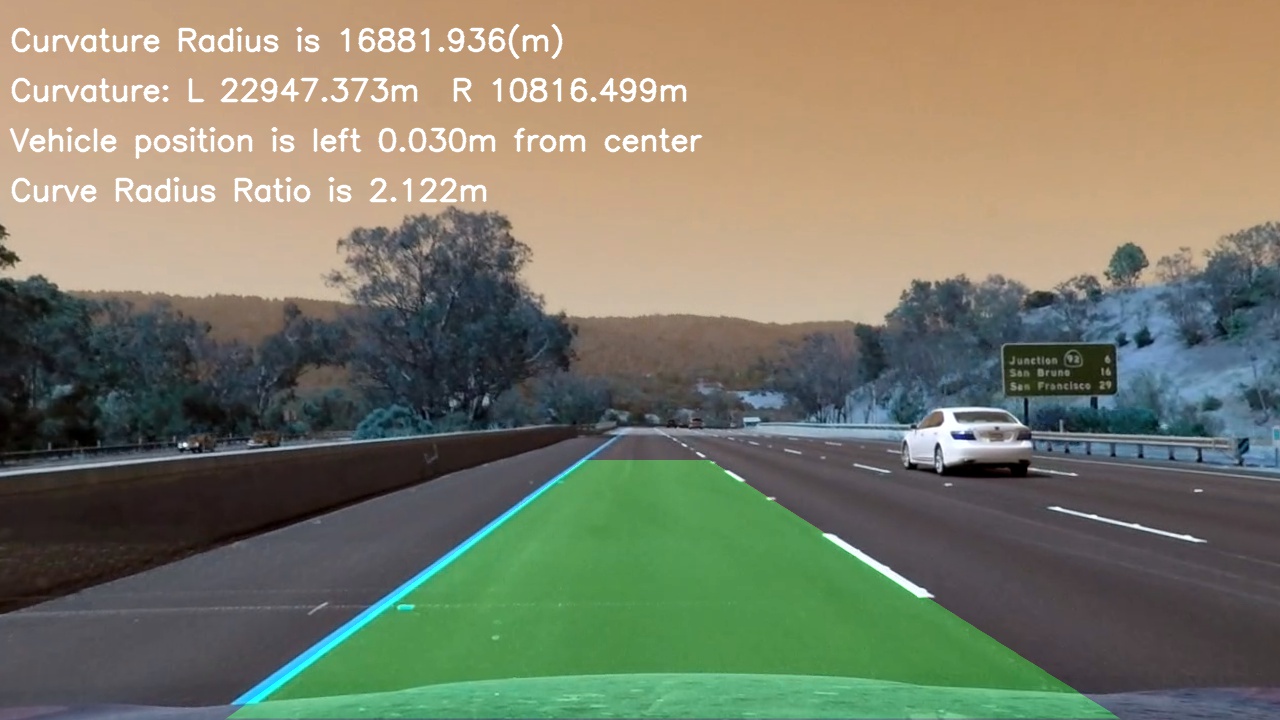 Curvature Radius is 16881.936(m)
Curvature: L 22947.373m R 10816.499m
Vehicle position is left 0.030m from center
Curve Radius Ratio is 2.122m
Junction 92 6
San Bruno 16
San Francisco 29